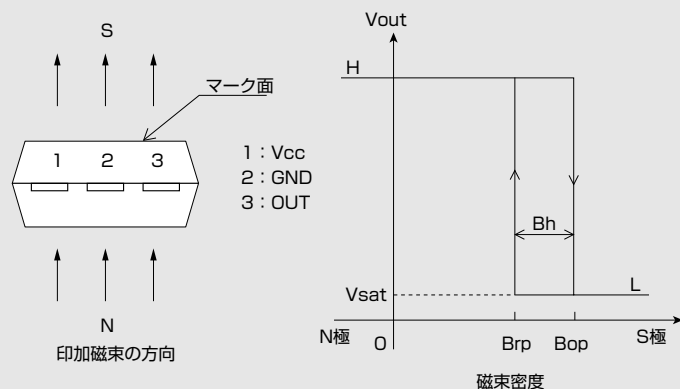 S
マーク面
1 2 3
1：Vcc
2：GND
3：OUT
N
印加磁束の方向
Vout
H
Bh
Vsat
L
N極 0 Brp Bop S極
磁束密度